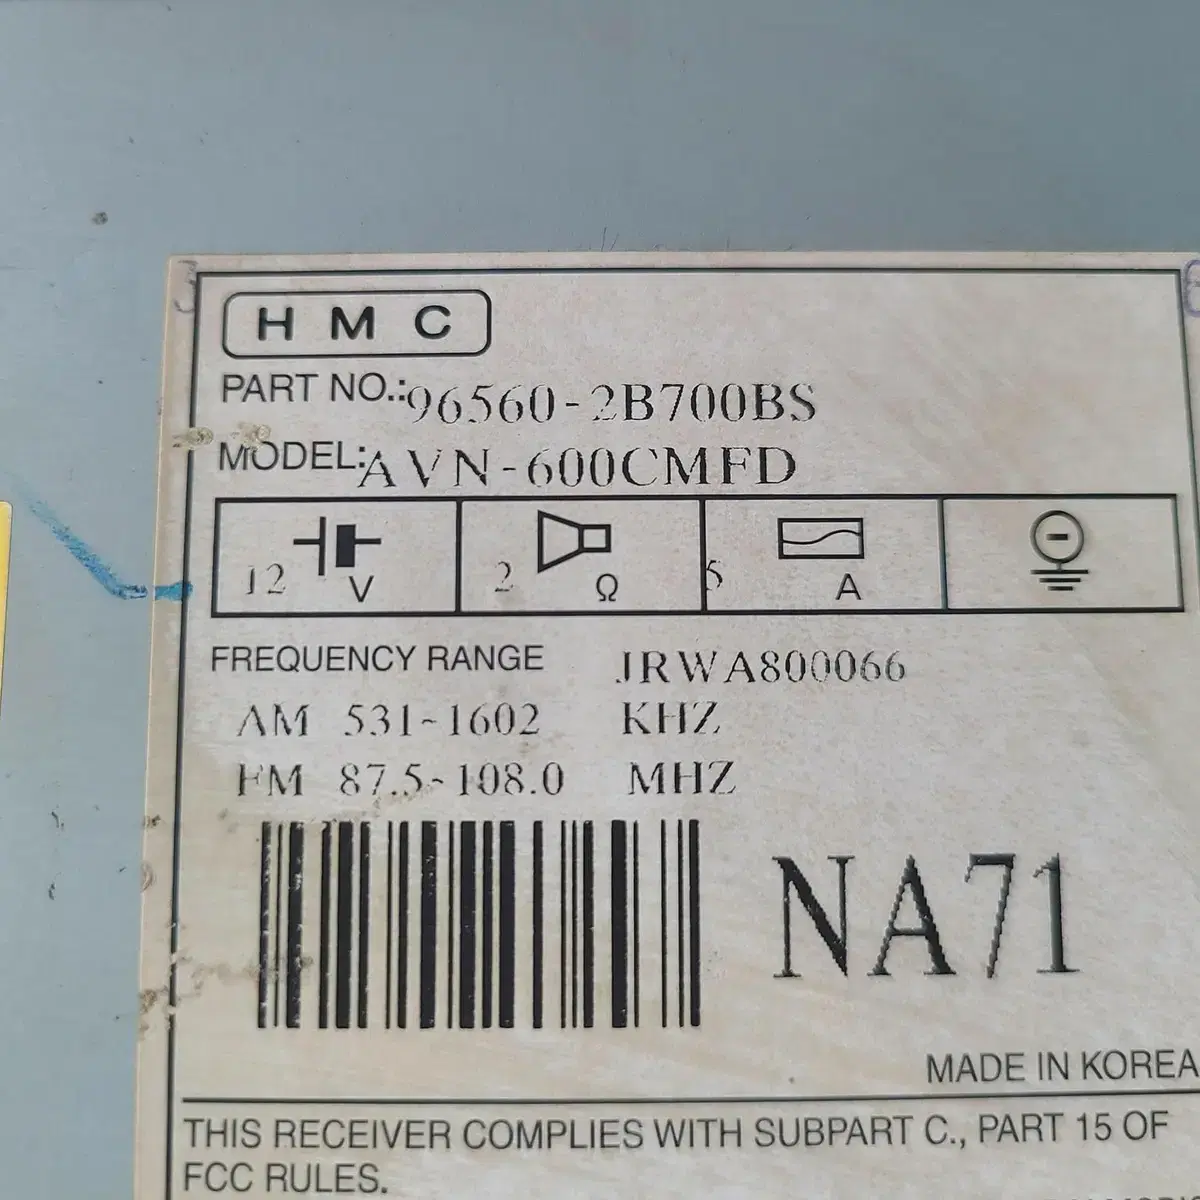 HMC
PART NO.:96560-2B700BS
MODEL:AVN-600CMFD
12 V 2 Ω 5 A
FREQUENCY RANGE JRWA800066
AM 531~1602 KHZ
FM 87.5~108.0 MHZ
NA71
MADE IN KOREA
THIS RECEIVER COMPLIES WITH SUBPART C., PART 15 OF
FCC RULES.